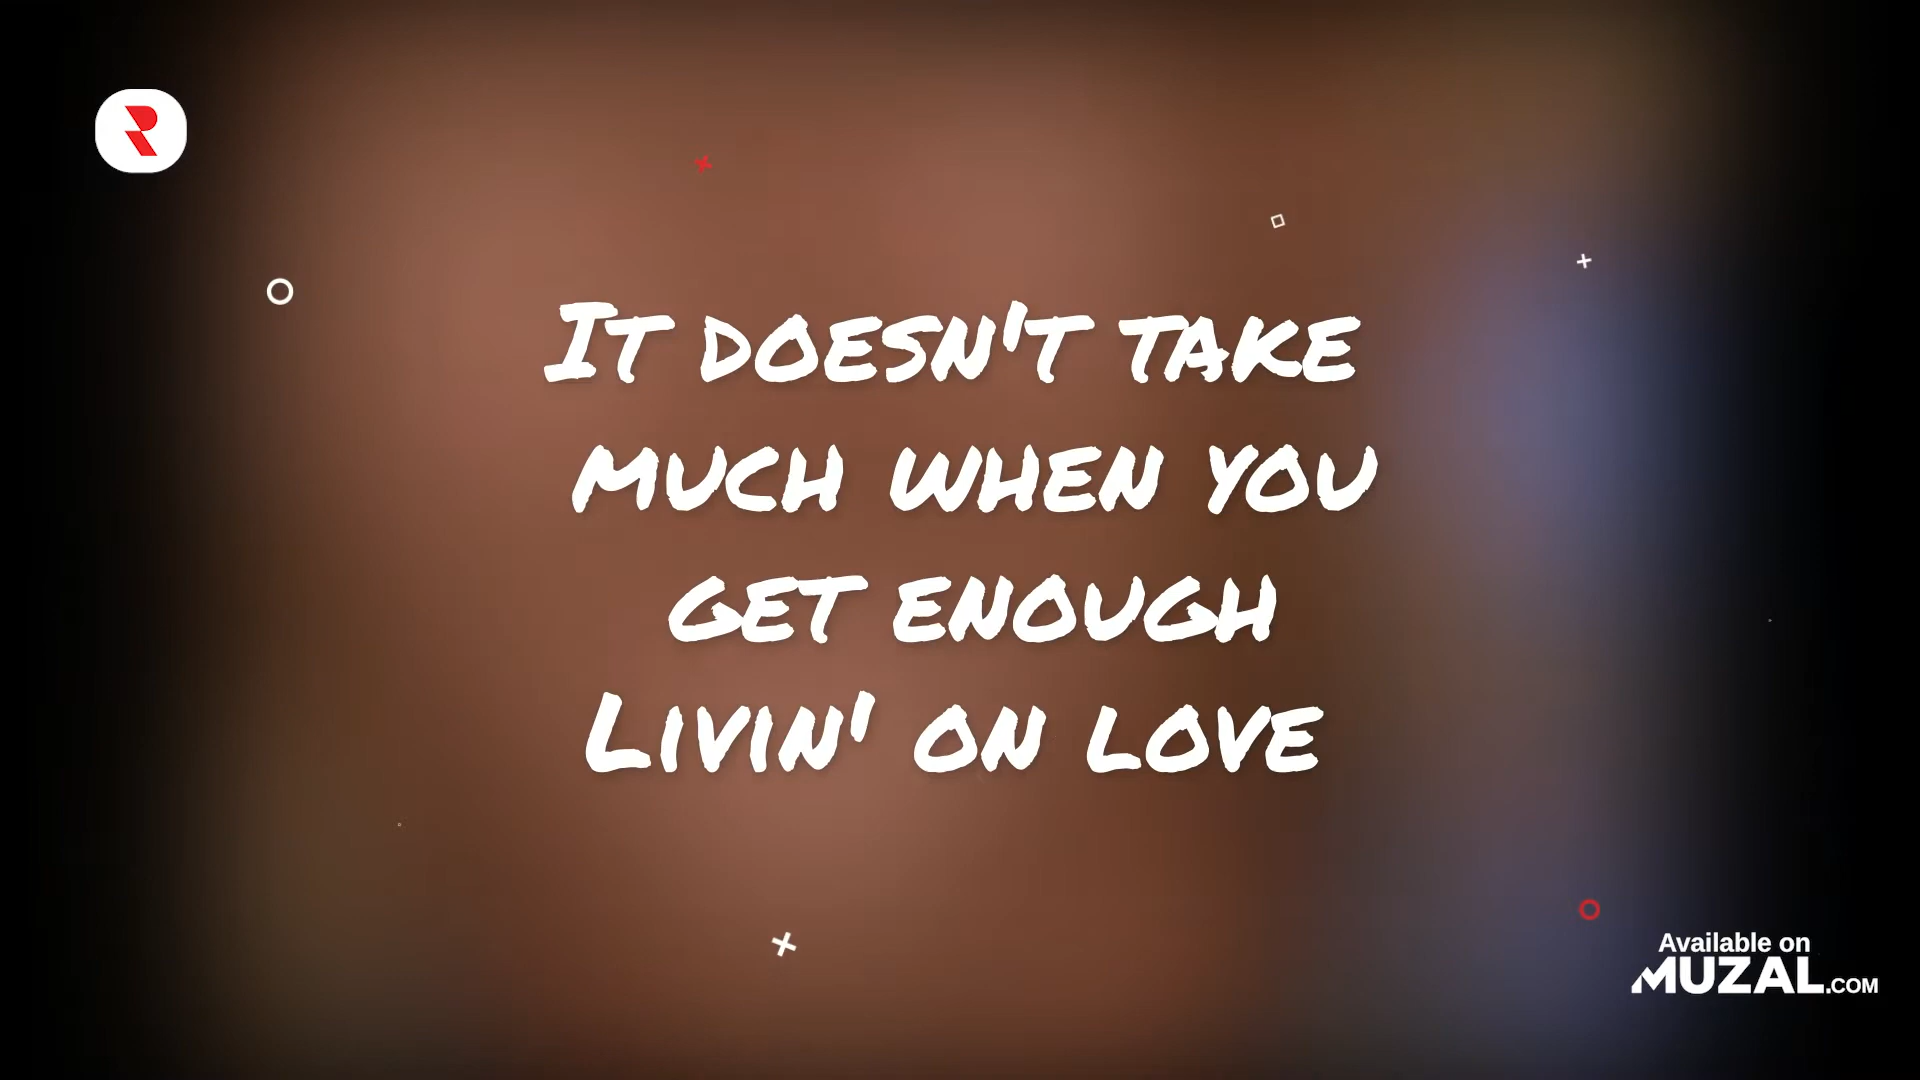 It doesn't take
much when you
get enough
Livin' on love
Available on
MUZAL.COM